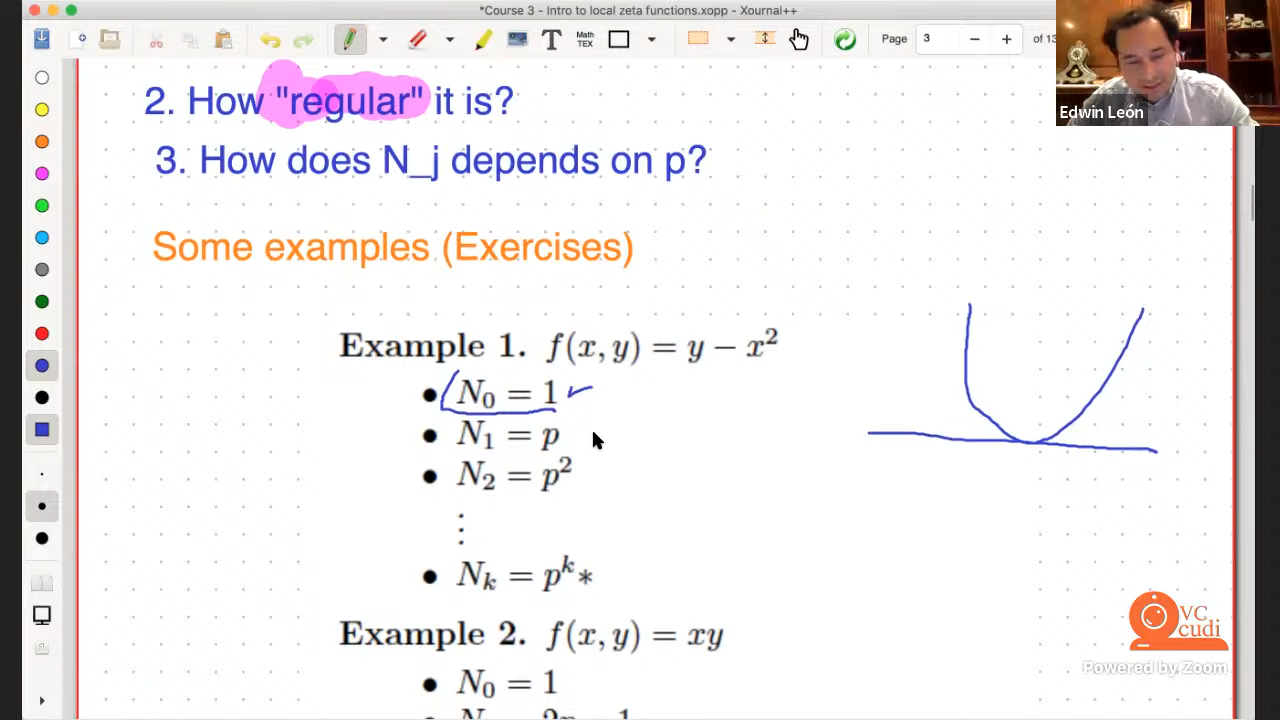 *Course 3 - Intro to local zeta functions.xopp - Xournal++
Math
TEX
Page 3 of 13
Edwin León
2. How "regular" it is?
3. How does N_j depends on p?
Some examples (Exercises)
Example 1. f(x, y) = y − x²
• N₀ = 1
• N₁ = p
• N₂ = p²
⋮
• Nₖ = pᵏ*
Example 2. f(x, y) = xy
• N₀ = 1
VC
cudi
Powered by Zoom